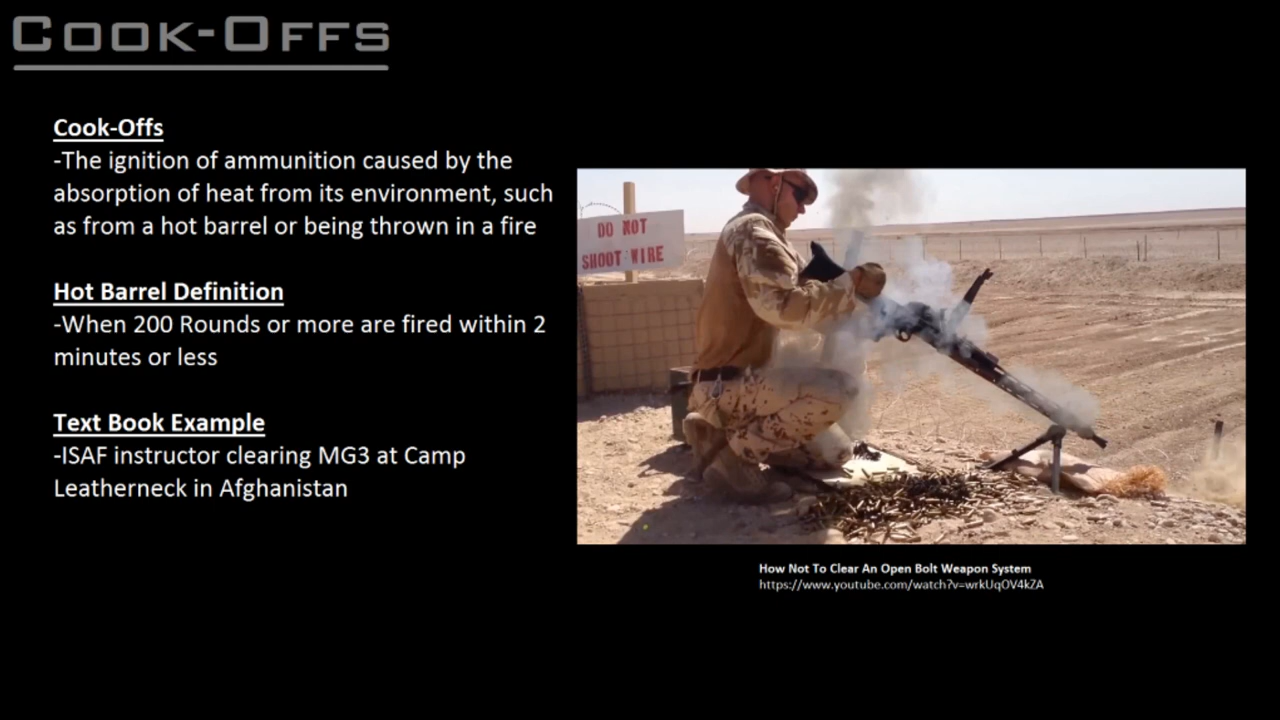 Cook-Offs
Cook-Offs
-The ignition of ammunition caused by the
absorption of heat from its environment, such
as from a hot barrel or being thrown in a fire
Hot Barrel Definition
-When 200 Rounds or more are fired within 2
minutes or less
Text Book Example
-ISAF instructor clearing MG3 at Camp
Leatherneck in Afghanistan
DO NOT
SHOOT WIRE
How Not To Clear An Open Bolt Weapon System
https://www.youtube.com/watch?v=wrkUqOV4kZA